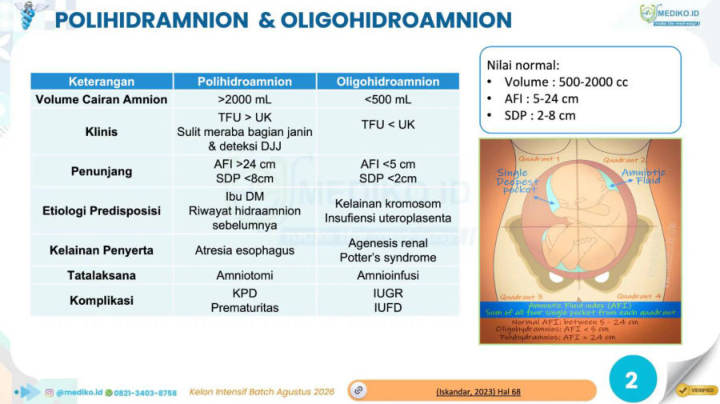 POLIHIDRAMNION & OLIGOHIDROAMNION
MEDIKO.ID
Keterangan Polihidroamnion Oligohidroamnion
Volume Cairan Amnion >2000 mL <500 mL
Klinis TFU > UK TFU < UK
Sulit meraba bagian janin
& deteksi DJJ
Penunjang AFI >24 cm AFI <5 cm
SDP <8cm SDP <2cm
Etiologi Predisposisi Ibu DM Kelainan kromosom
Riwayat hidraamnion Insufiensi uteroplasenta
sebelumnya
Kelainan Penyerta Atresia esophagus Agenesis renal
Potter's syndrome
Tatalaksana Amniotomi Amnioinfusi
Komplikasi KPD IUGR
Prematuritas IUFD
MEDIKO.ID
Nilai normal:
• Volume : 500-2000 cc
• AFI : 5-24 cm
• SDP : 2-8 cm
Quadrant 1 Quadrant 2
Single Deepest pocket
Amniotic Fluid
Quadrant 3 Quadrant 4
Amniotic Fluid Index (AFI)
Sum of all four single pocket from each quadrant
Normal AFI: between 5 - 24 cm
Oligohydramnios: AFI < 5 cm
Polihidramnios: AFI > 24 cm
@mediko.id 0821-3403-8758 Kelan Intensif Batch Agustus 2026
(Iskandar, 2023) Hal 68
2
VERIFIED